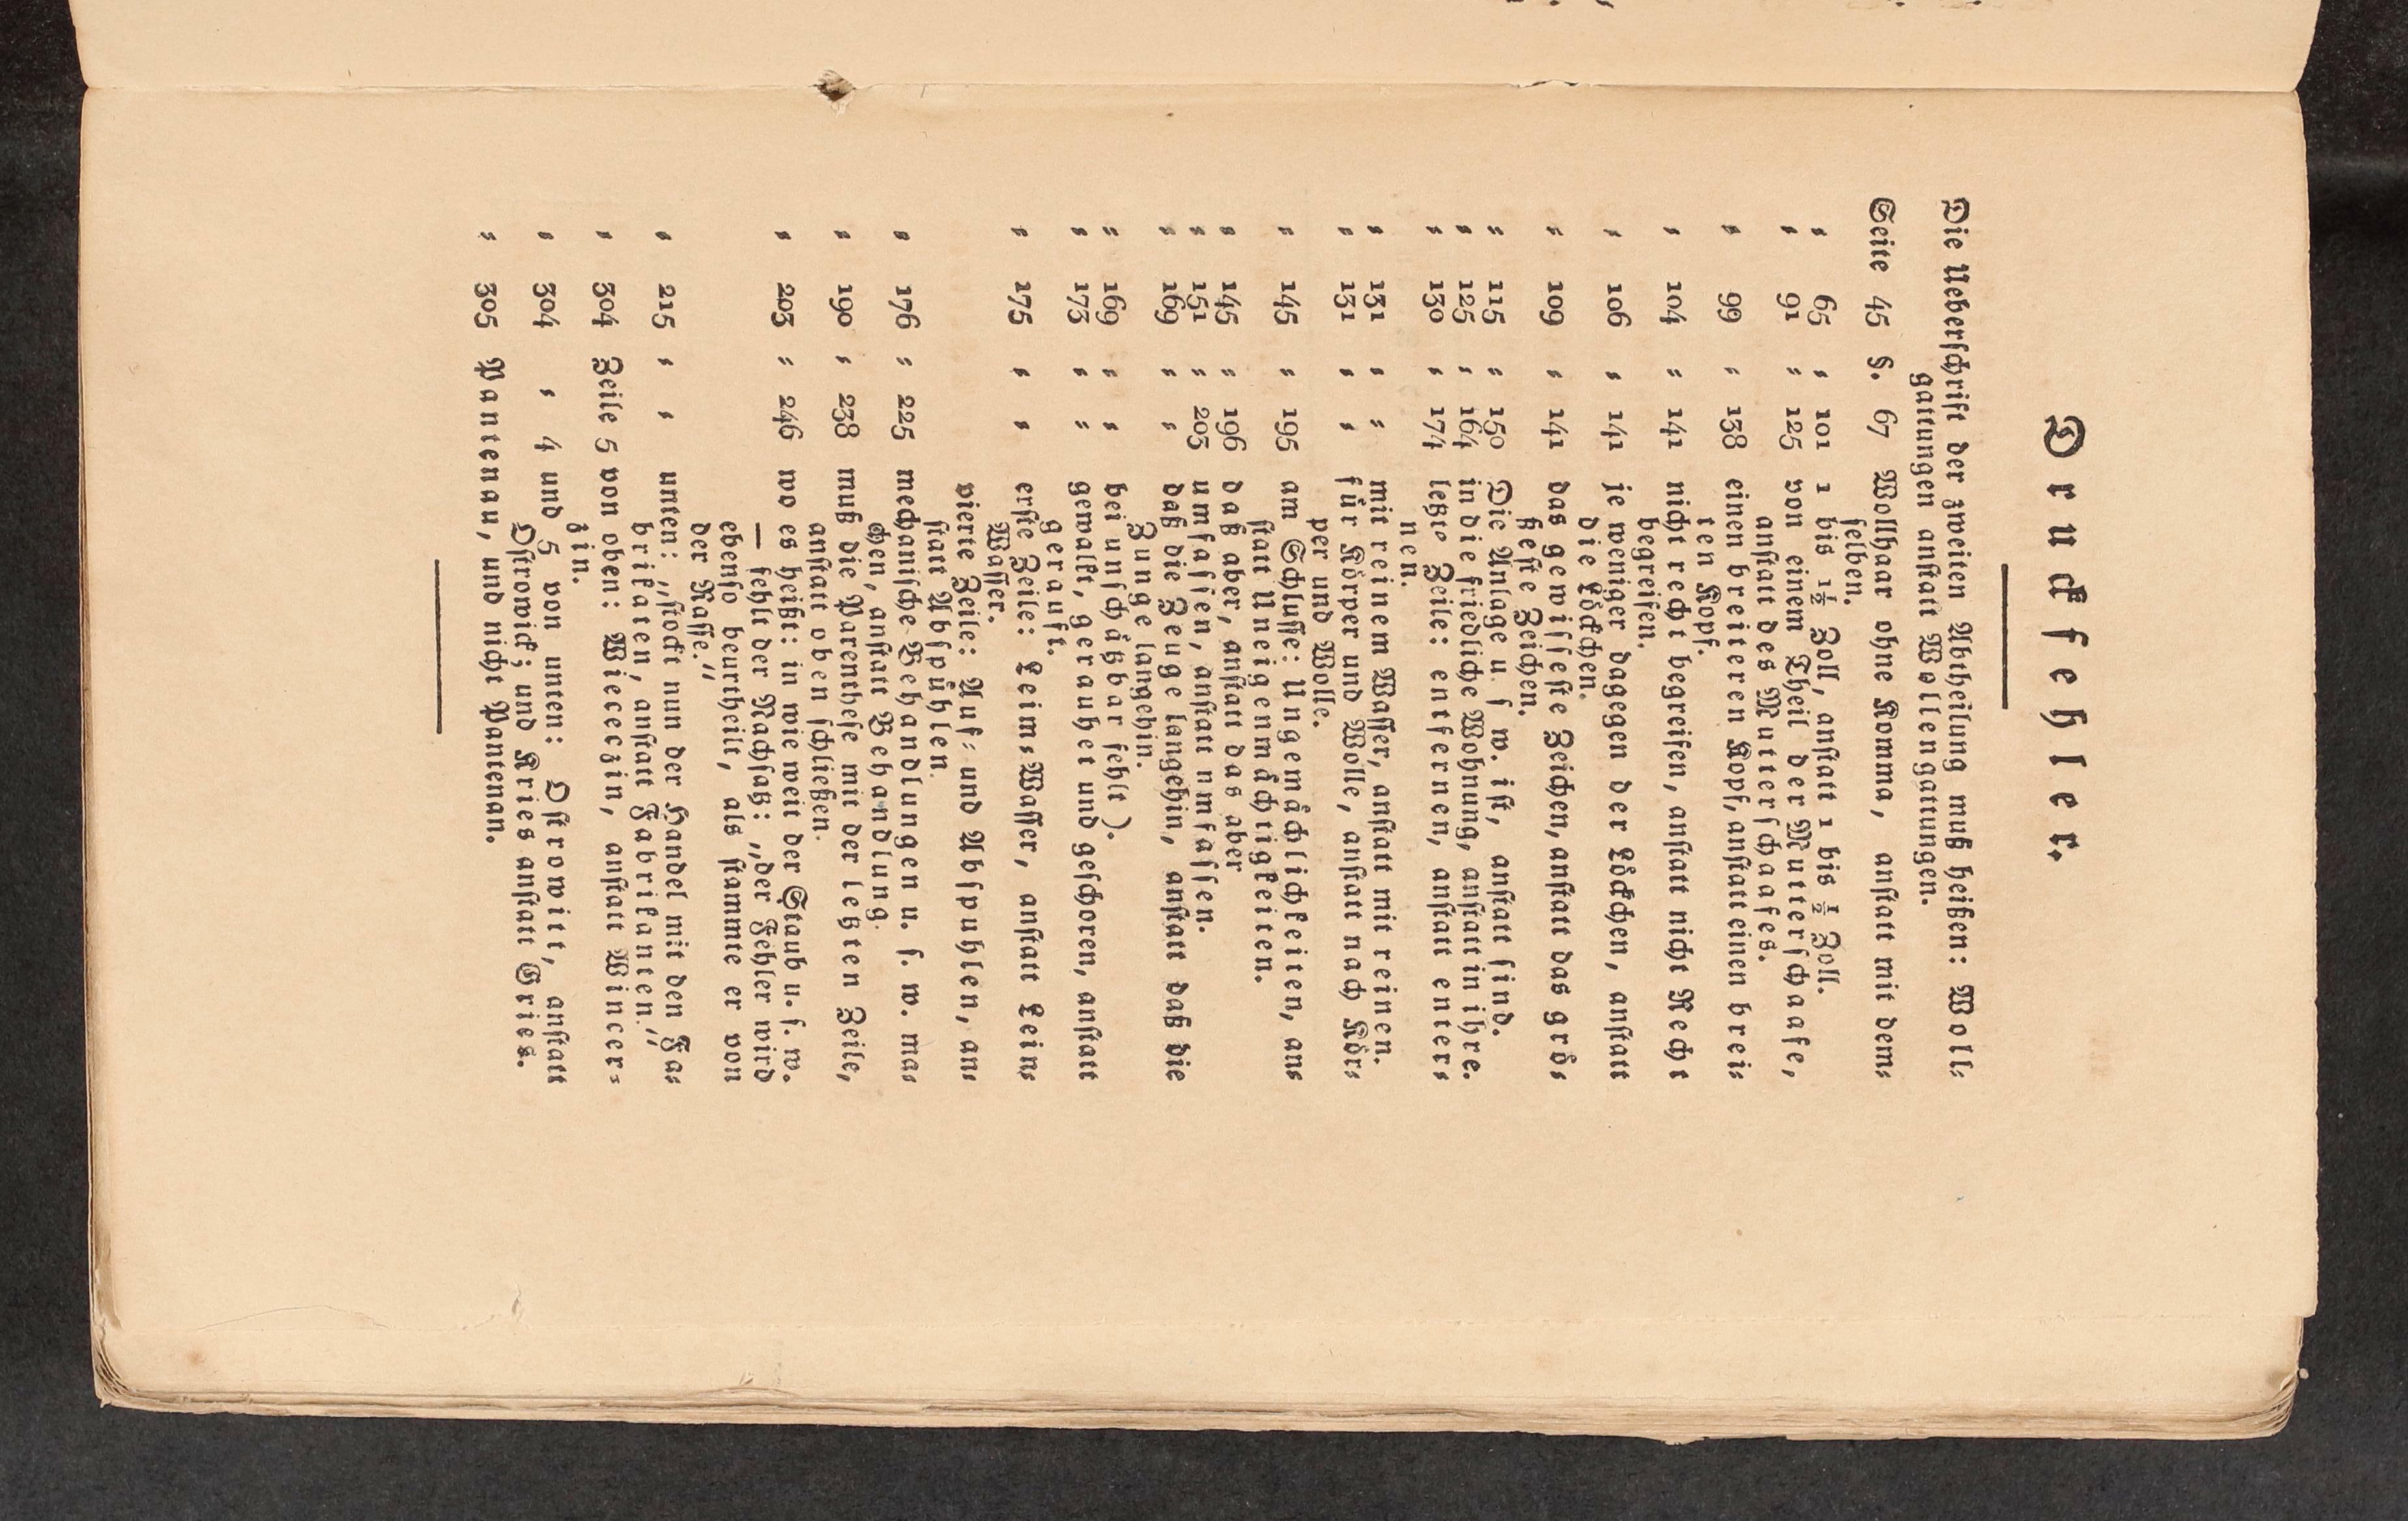 Druckfehler.
Die Ueberschrift der zweiten Abtheilung muß heißen: Woll-
gattungen anstatt Wollengattungen.
Seite 45 §. 67 Wollhaar ohne Komma, anstatt mit dem-
selben.
„ 65 „ 101 1 bis 1⅛ Zoll, anstatt 1 bis ⅛ Zoll.
„ 91 „ 125 von einem Theil der Mutterschaafe,
anstatt des Mutterschaafes.
„ 99 „ 138 einen breiteren Kopf, anstatt einen brei-
ten Kopf.
„ 104 „ 141 nicht recht begreifen, anstatt nicht Recht
begreifen.
„ 106 „ 141 je weniger dagegen der Löckchen, anstatt
die Löckchen.
„ 109 „ 141 das gewisseste Zeichen, anstatt das grö-
ßeste Zeichen.
„ 115 „ 150 Die Anlage u. s. w. ist, anstatt sind.
„ 125 „ 164 in die friedliche Wohnung, anstatt in ihre.
„ 130 „ 174 letzte Zeile: entfernen, anstatt enter-
nen.
„ 131 „ „ mit reinem Wasser, anstatt mit reinen.
„ 131 „ „ für Körper und Wolle, anstatt nach Kör-
per und Wolle.
„ 145 „ 195 am Schlusse: Ungemächlichkeiten, an-
statt Uneigenmächtigkeiten.
„ 145 „ 196 daß aber, anstatt das aber
„ 151 „ 203 umfassen, anstatt numfassen.
„ 169 „ „ daß die Zeuge langehin, anstatt daß die
Zunge langehin.
„ 169 „ „ bei unschätzbar fehlt ).
„ 173 „ „ gewalkt, gerauhet und geschoren, anstatt
gerauft.
„ 175 „ „ erste Zeile: Leim-Wasser, anstatt Lein-
Wasser.
vierte Zeile: Auf- und Abspuhlen, an-
statt Abspühlen.
„ 176 „ 225 mechanische Behandlungen u. s. w. ma-
chen, anstatt Behandlung.
„ 190 „ 238 muß die Parenthese mit der letzten Zeile,
anstatt oben schließen.
„ 203 „ 246 wo es heißt: in wie weit der Staub u. s. w.
— fehlt der Nachsatz: „der Fehler wird
ebenso beurtheilt, als stammte er von
der Rasse.“
„ 215 „ „ unten: „stockt nun der Handel mit den Fa-
brikaten, anstatt Fabrikanten.“
„ 304 Zeile 5 von oben: Wiececzin, anstatt Wincer-
zin.
„ 304 „ 4 und 5 von unten: Ostrowitt, anstatt
Ostrowick; und Kries anstatt Gries.
„ 305 Pantenau, und nicht Pantenan.